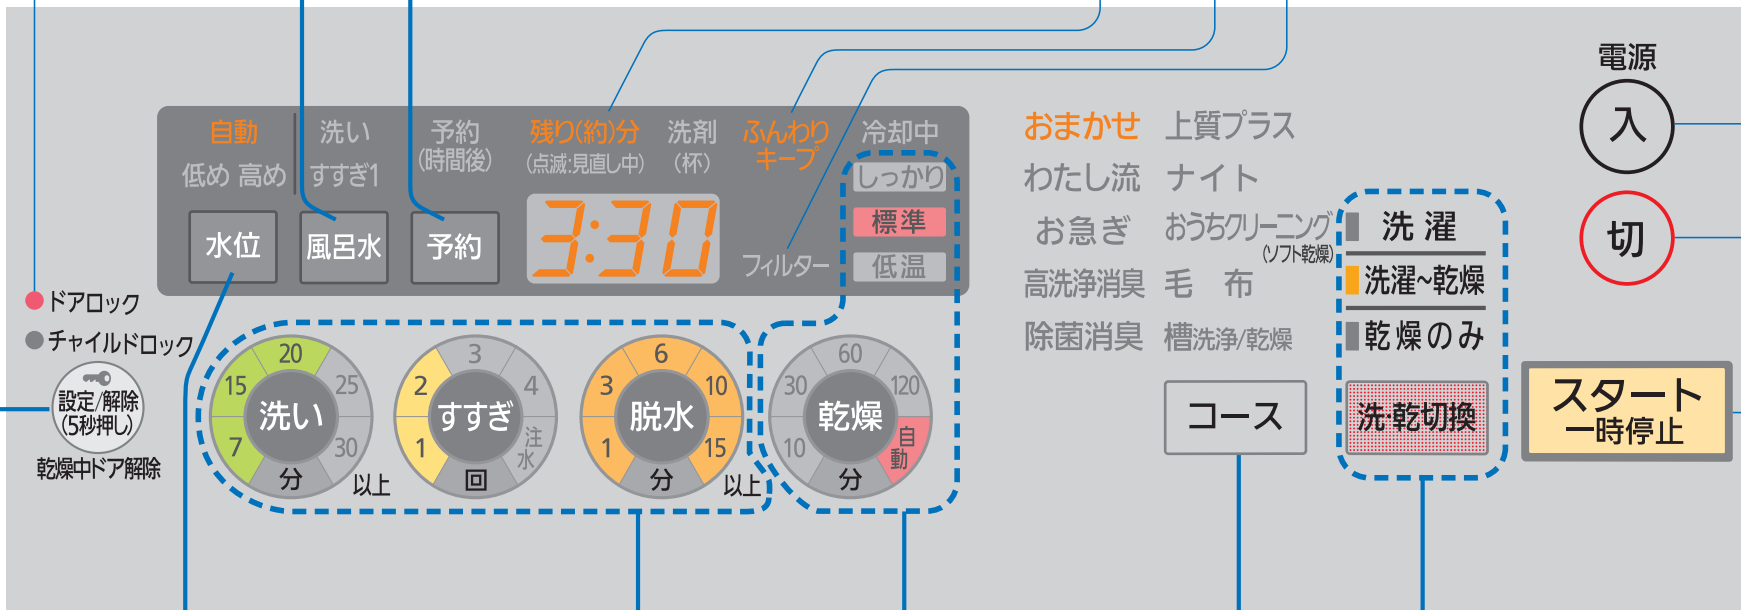 電源
入
切
自動
低め 高め
洗い
すすぎ1
予約
(時間後)
残り(約)分
(点滅:見直し中)
洗剤
(杯)
ふんわり
キープ
冷却中
しっかり
標準
低温
水位
風呂水
予約
3:30
フィルター
おまかせ 上質プラス
わたし流 ナイト
お急ぎ おうちクリーニング
(ソフト乾燥)
高洗浄消臭 毛 布
除菌消臭 槽洗浄/乾燥
洗濯
洗濯~乾燥
乾燥のみ
ドアロック
チャイルドロック
設定/解除
(5秒押し)
乾燥中ドア解除
洗い
7
15
20
25
30
分
以上
すすぎ
1
2
3
4
注水
回
脱水
1
3
6
10
15
分
以上
乾燥
10
30
60
120
自動
分
コース
洗・乾切換
スタート
一時停止